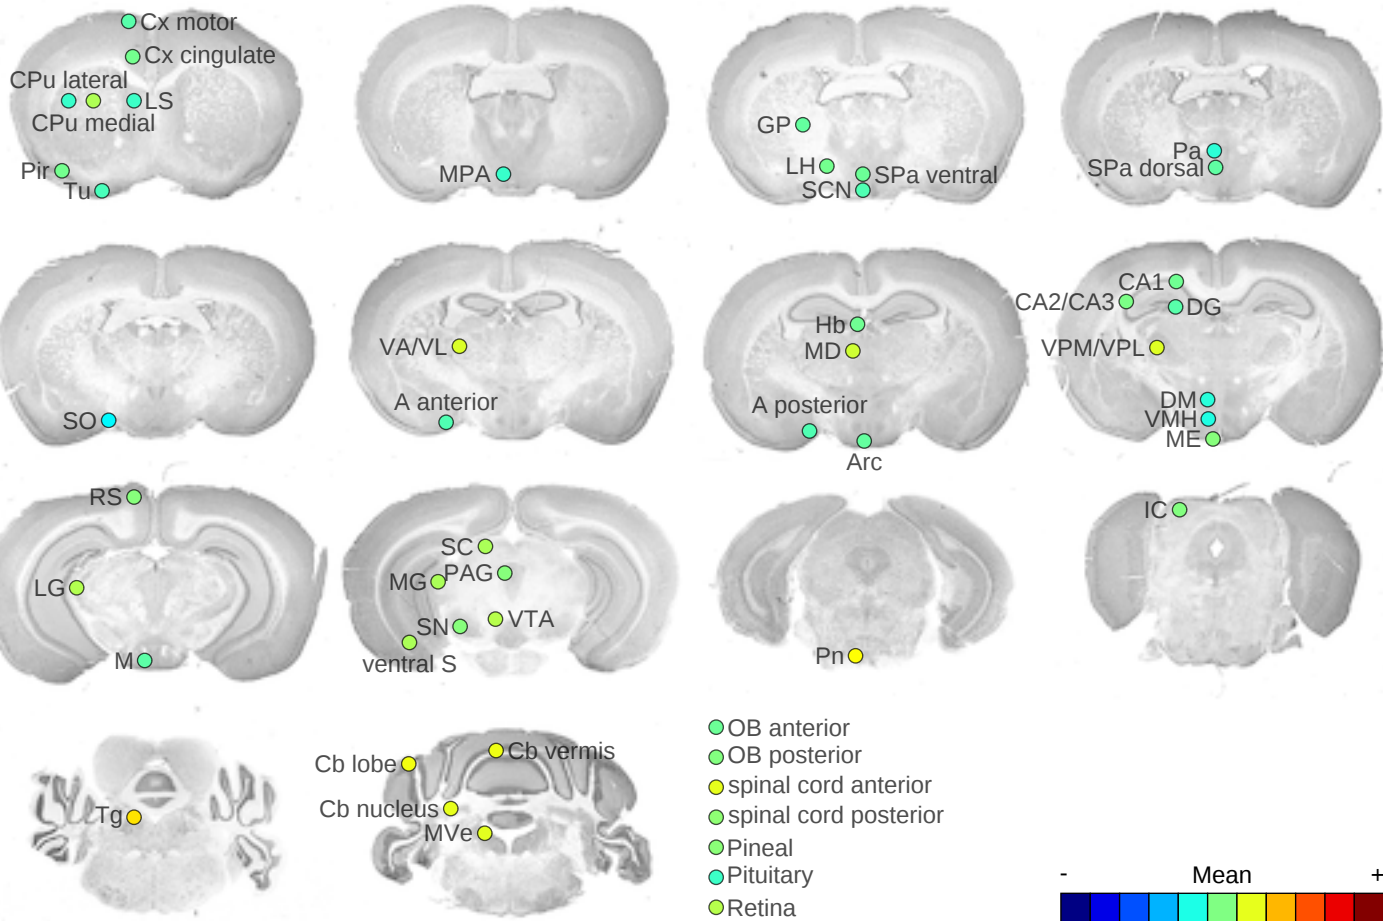 Cx motor
Cx cingulate
CPu lateral
LS
CPu medial
Pir
Tu
MPA
GP
LH
SPa ventral
SCN
Pa
SPa dorsal
SO
VA/VL
A anterior
Hb
MD
A posterior
Arc
CA1
CA2/CA3
DG
VPM/VPL
DM
VMH
ME
RS
LG
M
SC
MG
PAG
SN
VTA
ventral S
Pn
IC
Tg
Cb lobe
Cb vermis
Cb nucleus
MVe
OB anterior
OB posterior
spinal cord anterior
spinal cord posterior
Pineal
Pituitary
Retina
- Mean +